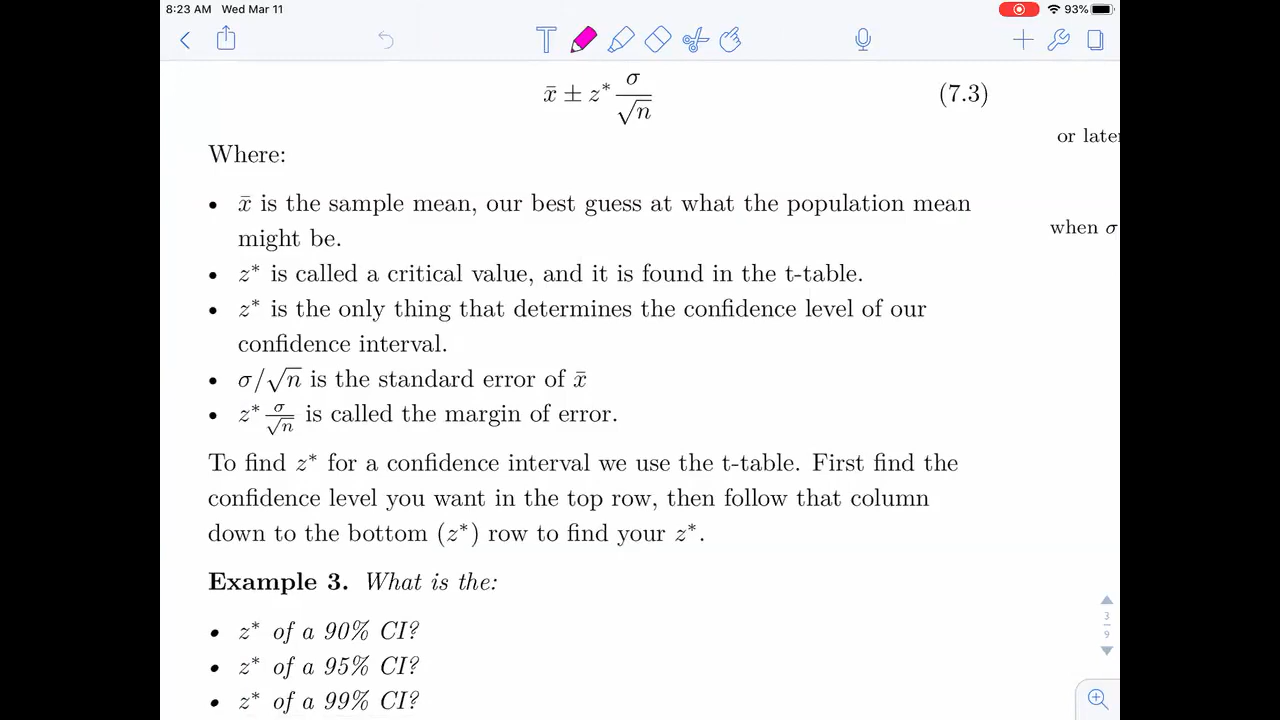 8:23 AM Wed Mar 11
93%
T
x̄ ± z* σ/√n (7.3)
or later
Where:
• x̄ is the sample mean, our best guess at what the population mean
might be.
when σ
• z* is called a critical value, and it is found in the t-table.
• z* is the only thing that determines the confidence level of our
confidence interval.
• σ/√n is the standard error of x̄
• z* σ/√n is called the margin of error.
To find z* for a confidence interval we use the t-table. First find the
confidence level you want in the top row, then follow that column
down to the bottom (z*) row to find your z*.
Example 3. What is the:
• z* of a 90% CI?
• z* of a 95% CI?
• z* of a 99% CI?
3
9